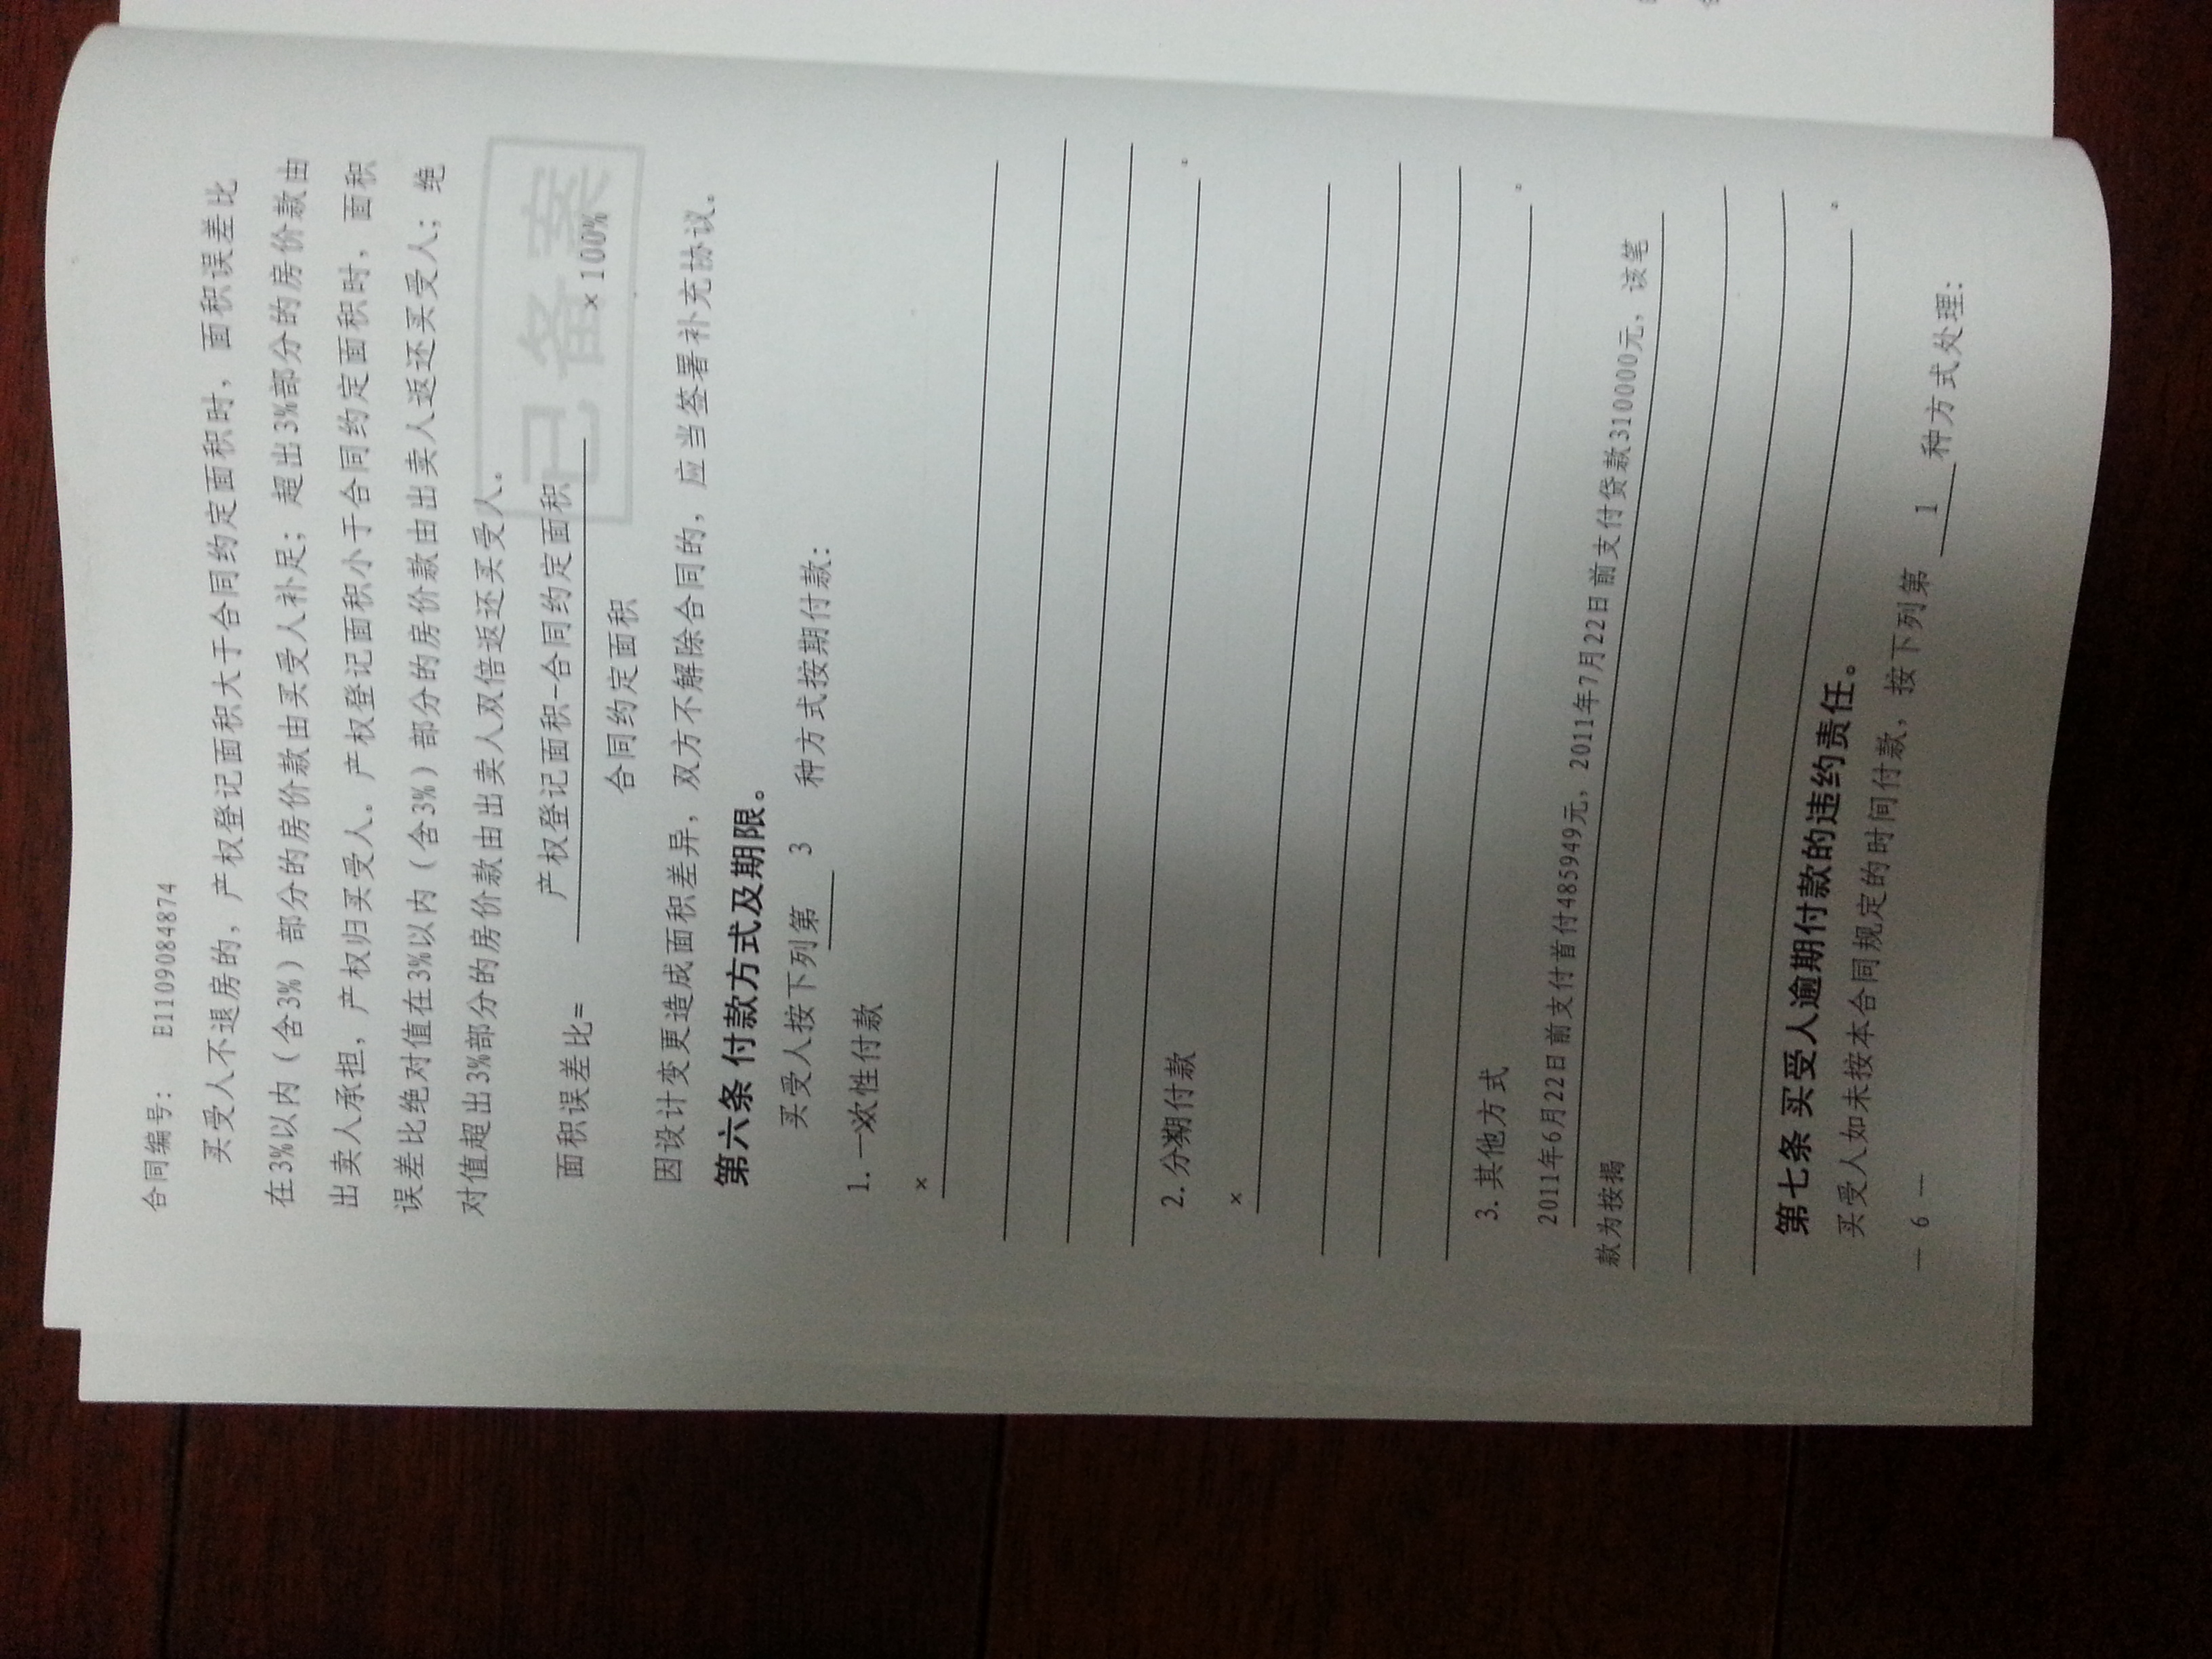 合同编号： E1109084874
买受人不退房的，产权登记面积大于合同约定面积时，面积误差比
在3%以内（含3%）部分的房价款由买受人补足；超出3%部分的房价款由
出卖人承担，产权归买受人。产权登记面积小于合同约定面积时，面积
误差比绝对值在3%以内（含3%）部分的房价款由出卖人返还买受人；绝
对值超出3%部分的房价款由出卖人双倍返还买受人。
面积误差比= 产权登记面积-合同约定面积 ×100%
合同约定面积
已备案
因设计变更造成面积差异，双方不解除合同的，应当签署补充协议。
第六条 付款方式及期限。
买受人按下列第 3 种方式按期付款：
1. 一次性付款
×
2. 分期付款
×
3. 其他方式
2011年6月22日前支付首付485949元，2011年7月22日前支付贷款310000元，该笔
款为按揭
第七条 买受人逾期付款的违约责任。
买受人如未按本合同规定的时间付款，按下列第 1 种方式处理：
— 6 —